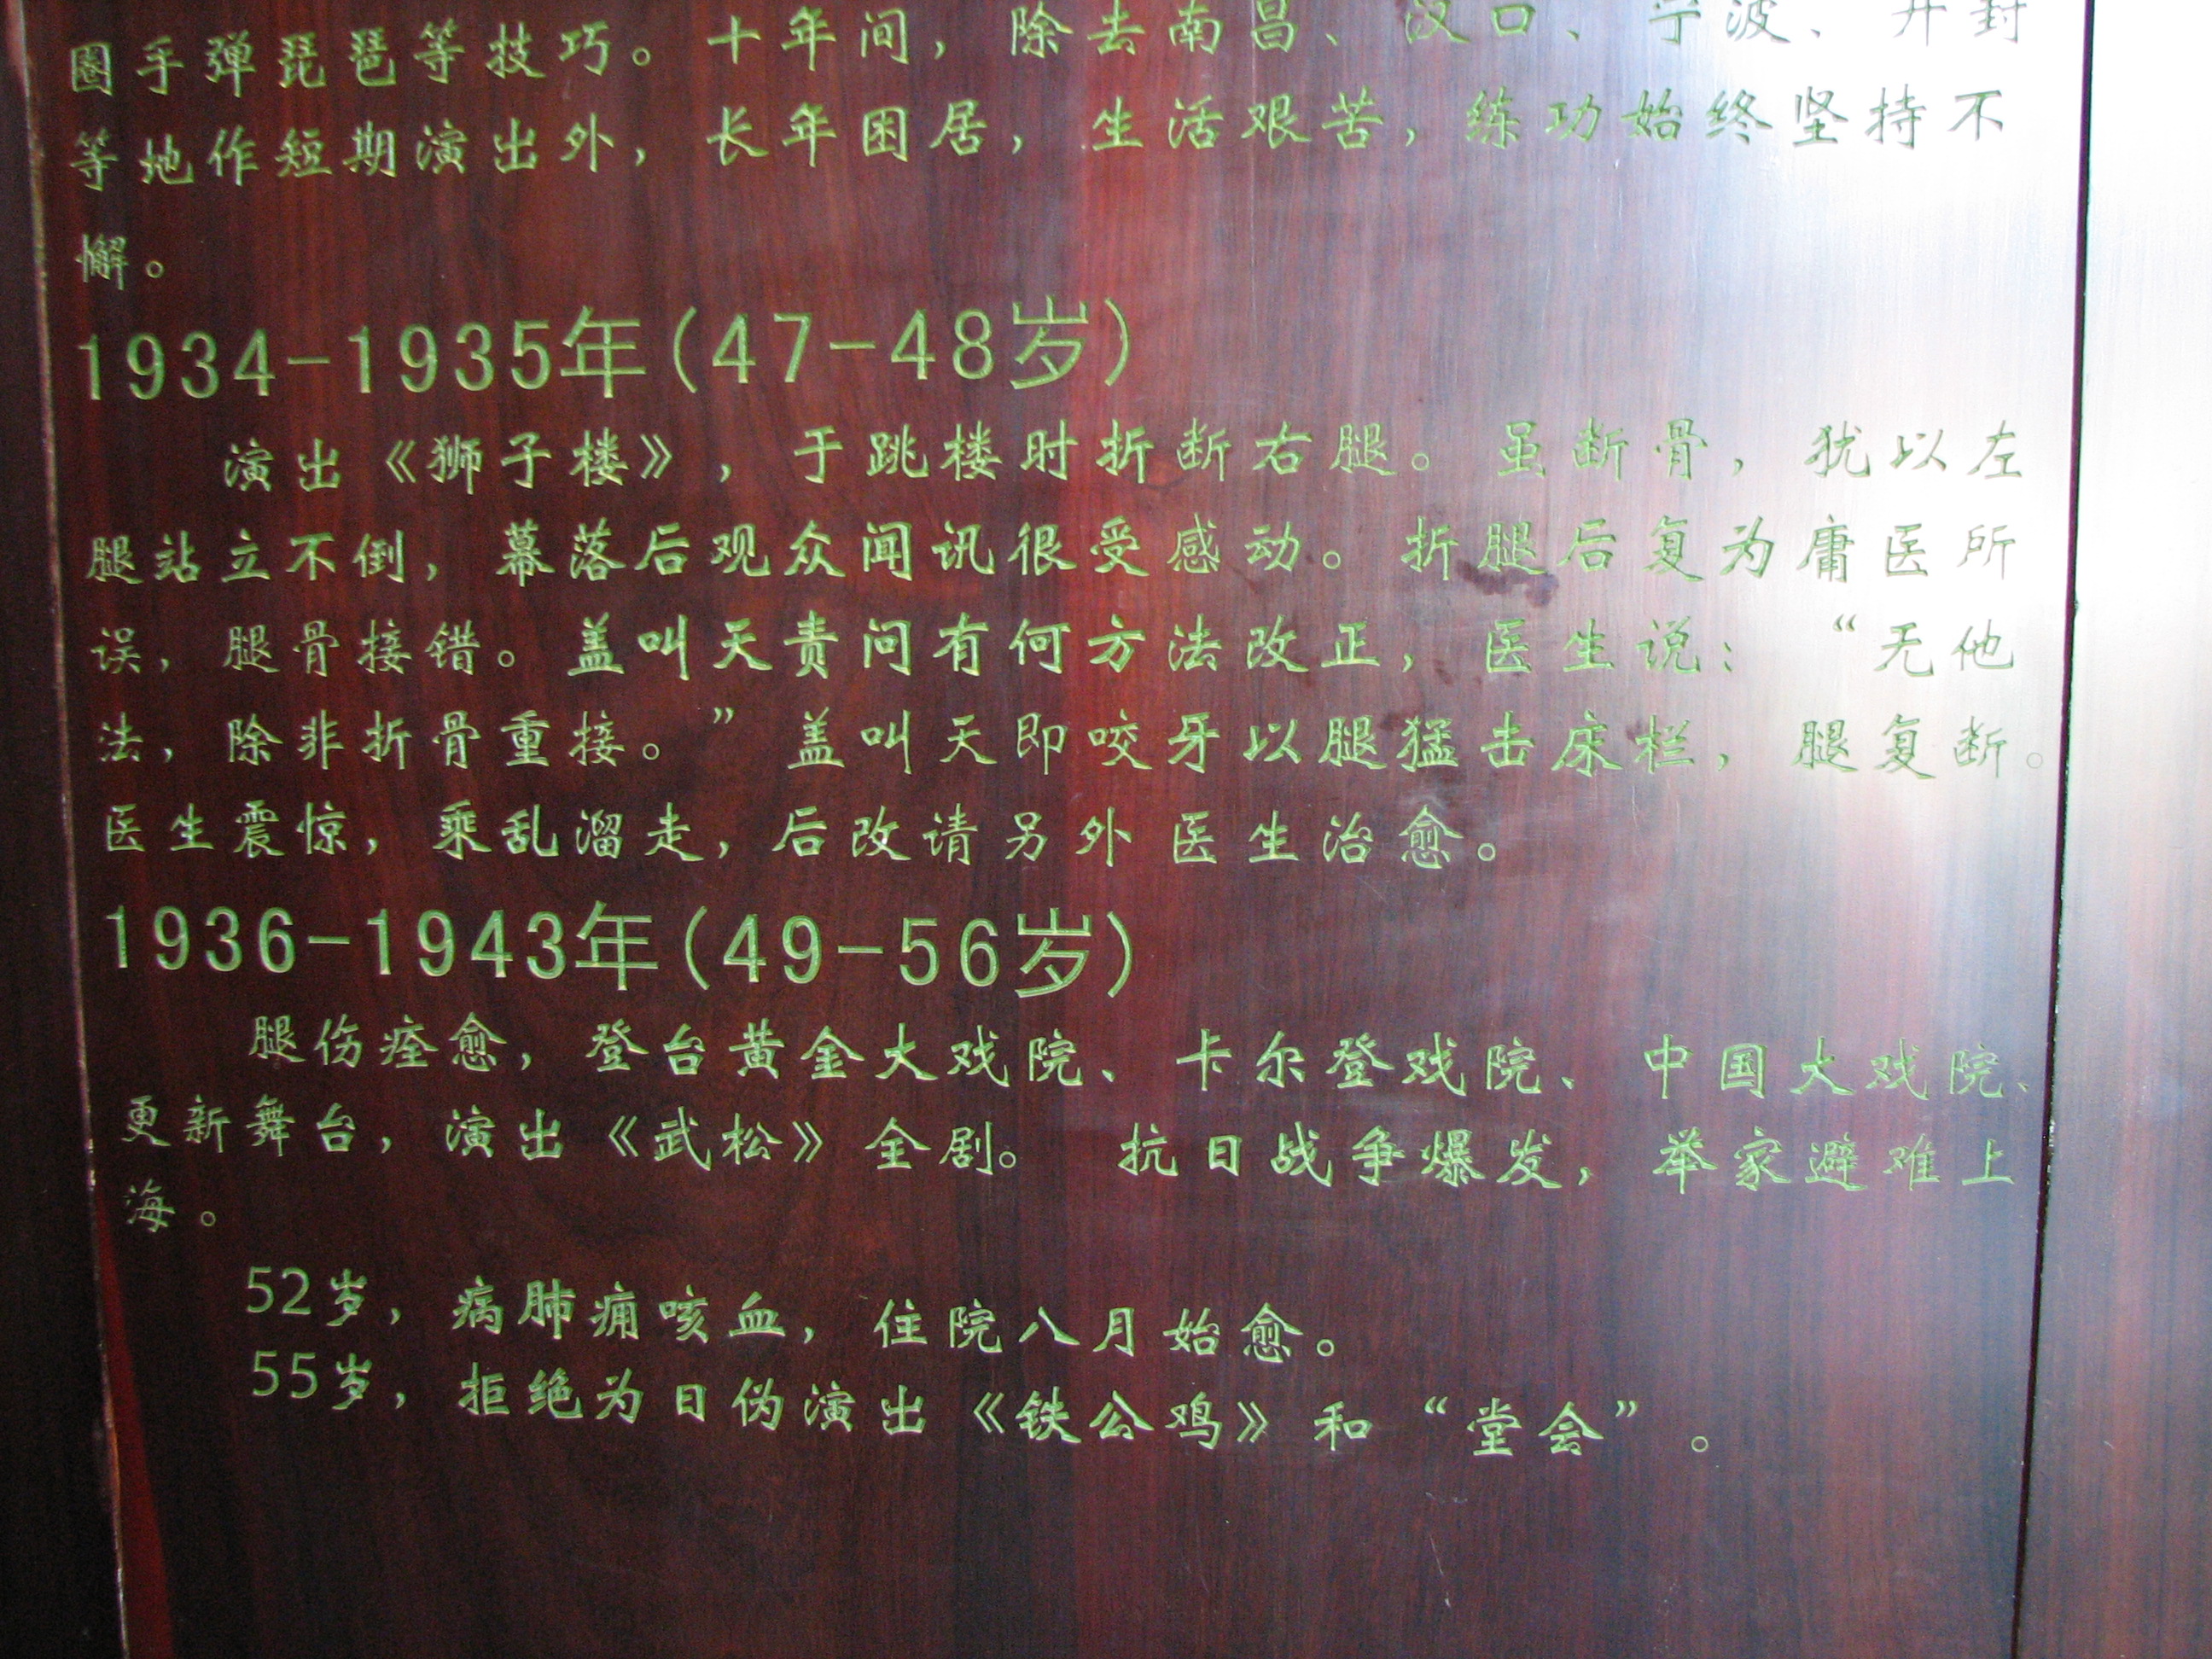 圈手弹琵琶等技巧。十年间，除去南昌、汉口、宁波、开封
等地作短期演出外，长年困居，生活艰苦，练功始终坚持不
懈。
1934-1935年(47-48岁)
演出《狮子楼》，于跳楼时折断右腿。虽断骨，犹以左
腿站立不倒，幕落后观众闻讯很受感动。折腿后复为庸医所
误，腿骨接错。盖叫天责问有何方法改正，医生说：“无他
法，除非折骨重接。”盖叫天即咬牙以腿猛击床栏，腿复断。
医生震惊，乘乱溜走，后改请另外医生治愈。
1936-1943年(49-56岁)
腿伤痊愈，登台黄金大戏院、卡尔登戏院、中国大戏院、
更新舞台，演出《武松》全剧。 抗日战争爆发，举家避难上
海。
52岁，病肺痈咳血，住院八月始愈。
55岁，拒绝为日伪演出《铁公鸡》和“堂会”。